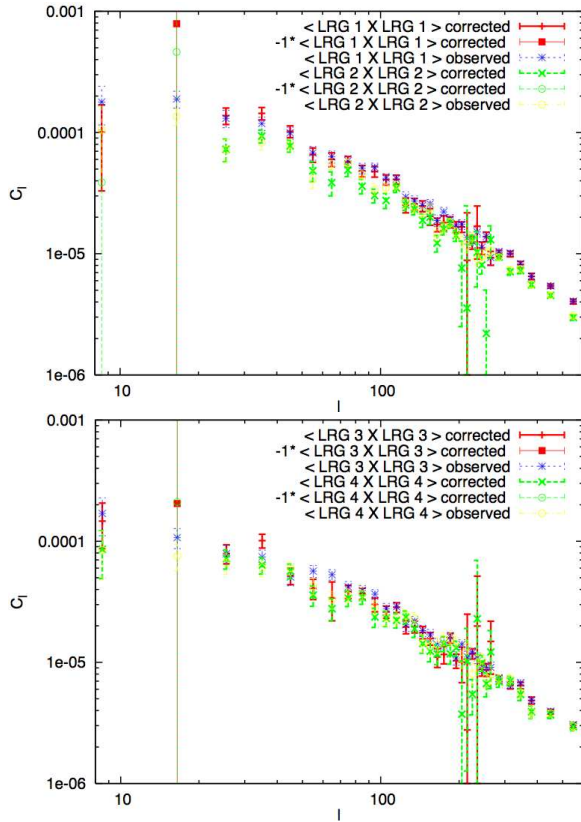 0.001
< LRG 1 X LRG 1 > corrected
-1* < LRG 1 X LRG 1 > corrected
< LRG 1 X LRG 1 > observed
< LRG 2 X LRG 2 > corrected
-1* < LRG 2 X LRG 2 > corrected
< LRG 2 X LRG 2 > observed
0.0001
Cl
1e-05
1e-06
10 100
l
0.001
< LRG 3 X LRG 3 > corrected
-1* < LRG 3 X LRG 3 > corrected
< LRG 3 X LRG 3 > observed
< LRG 4 X LRG 4 > corrected
-1* < LRG 4 X LRG 4 > corrected
< LRG 4 X LRG 4 > observed
0.0001
Cl
1e-05
1e-06
10 100
l